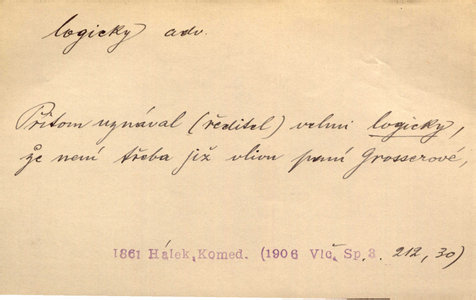 logicky adv.
Přitom uznával (ředitel) velmi logicky,
že není třeba již vlivu paní Grosserové,
1861 Hálek, Komed. (1906 Vlč. Sp. 8. 212, 30)